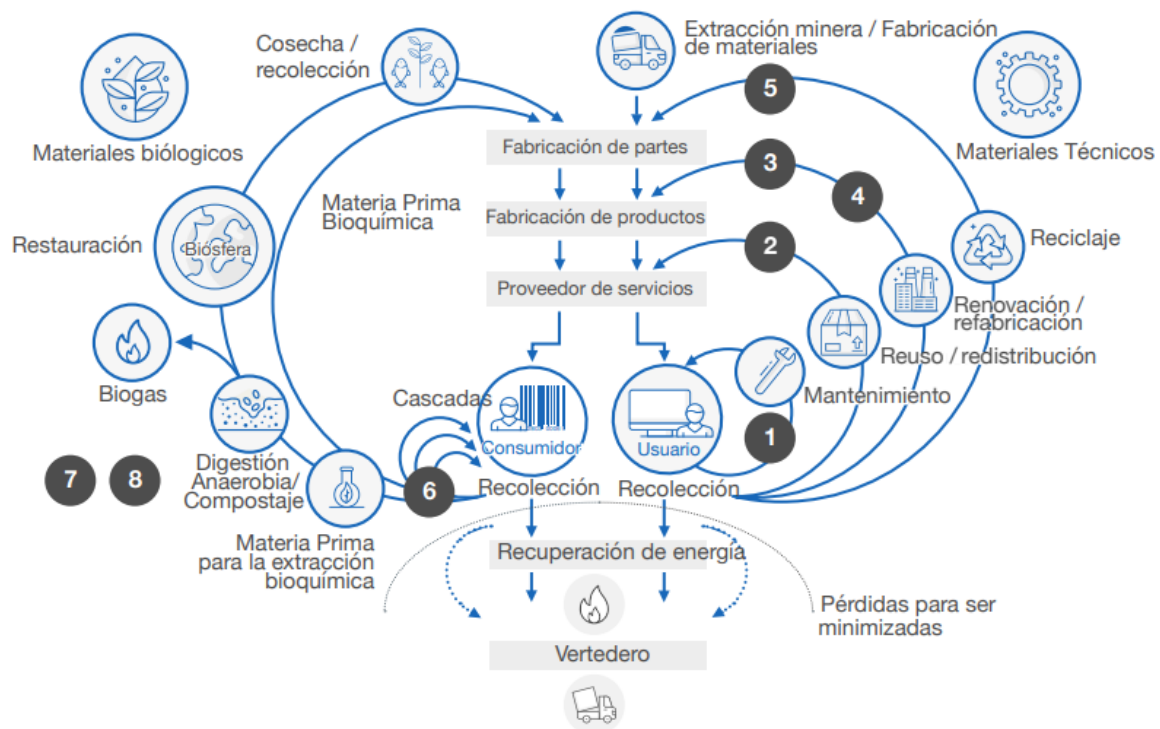 Cosecha /
recolección
Extracción minera / Fabricación
de materiales
5
Materiales biólogicos
Materiales Técnicos
Fabricación de partes
3
4
Materia Prima
Bioquímica
Fabricación de productos
Restauración
Biósfera
2
Reciclaje
Proveedor de servicios
Renovación /
refabricación
Reuso / redistribución
Biogas
Cascadas
Mantenimiento
Consumidor
Usuario
1
7
8
Digestión
Anaerobia/
Compostaje
6
Recolección
Recolección
Materia Prima
para la extracción
bioquímica
Recuperación de energía
Pérdidas para ser
minimizadas
Vertedero